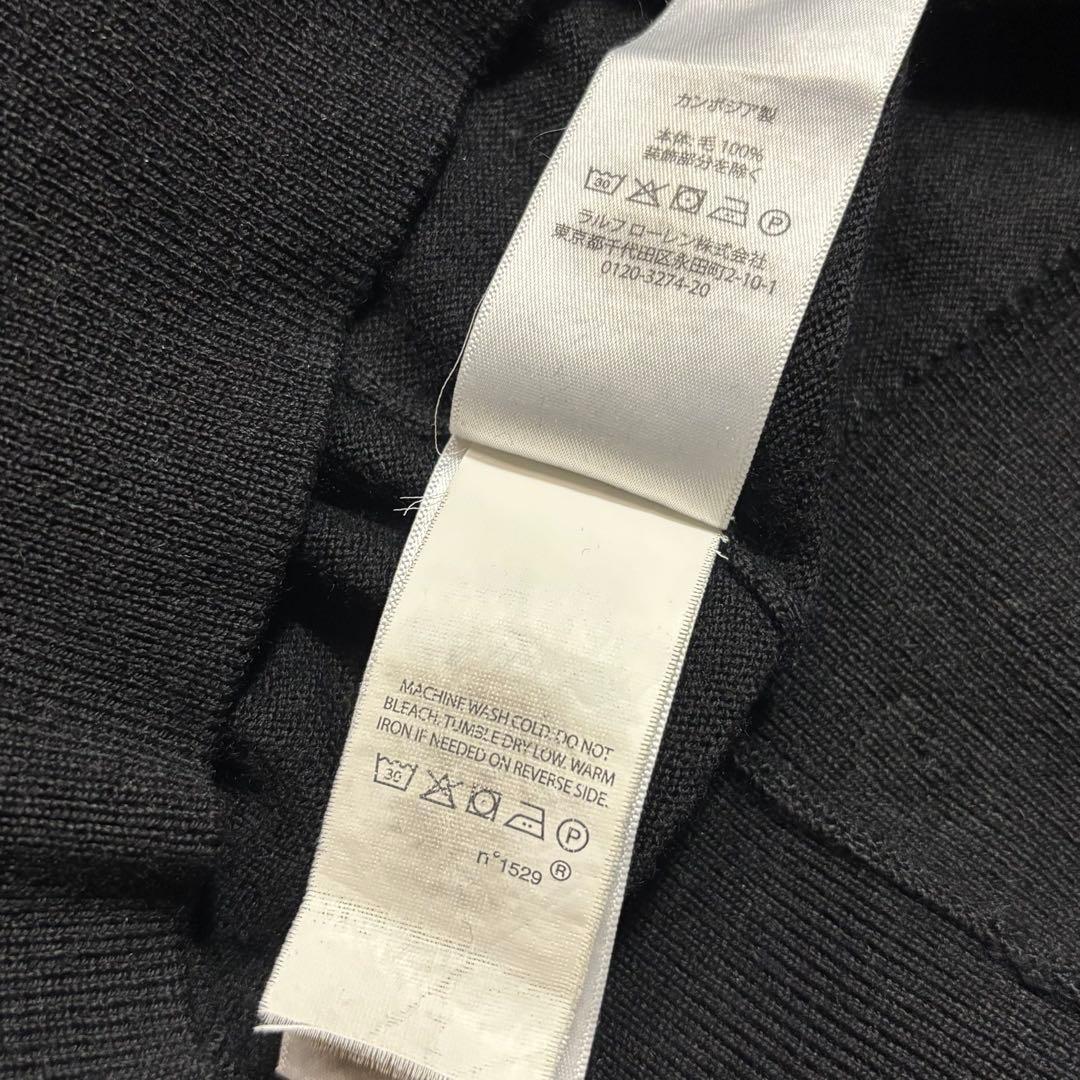 カンボジア製
本体: 毛 100%
装飾部分を除く
30 P
ラルフ ローレン株式会社
東京都千代田区永田町2-10-1
0120-3274-20
MACHINE WASH COLD. DO NOT
BLEACH. TUMBLE DRY LOW. WARM
IRON IF NEEDED ON REVERSE SIDE.
30 P
n°1529 ®